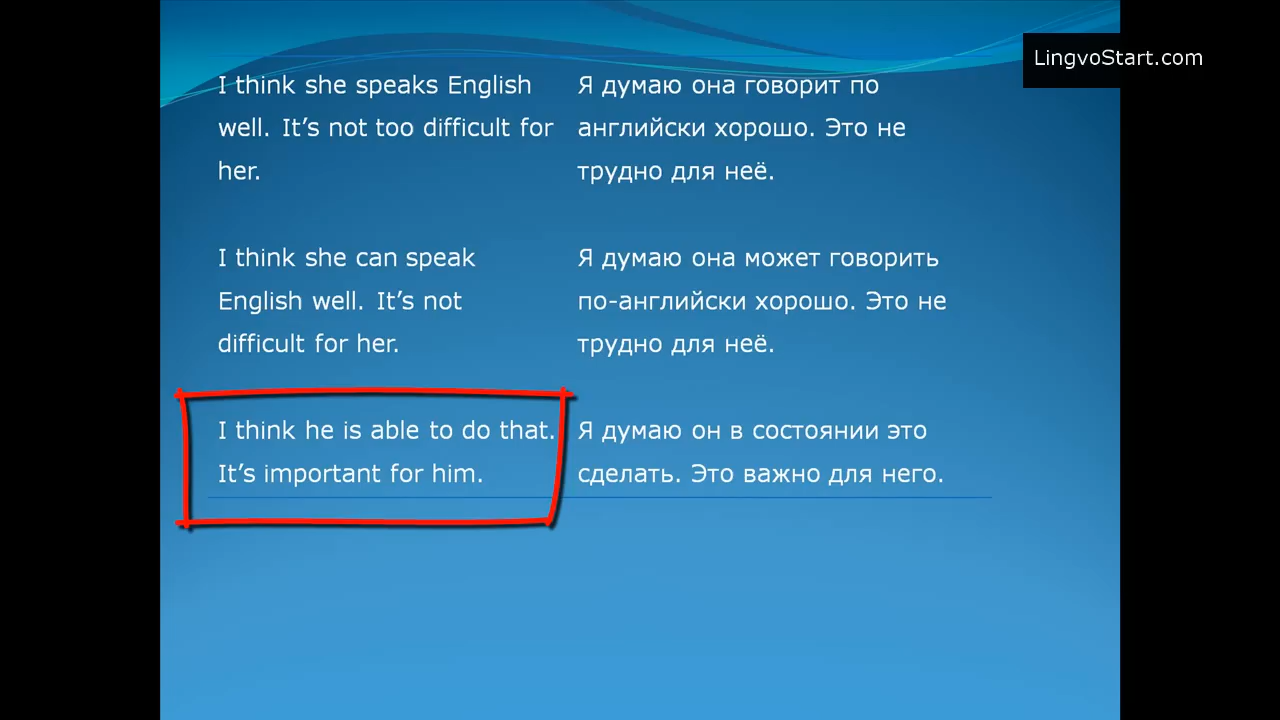 LingvoStart.com
I think she speaks English
well. It’s not too difficult for
her.
Я думаю она говорит по
английски хорошо. Это не
трудно для неё.
I think she can speak
English well. It’s not
difficult for her.
Я думаю она может говорить
по-английски хорошо. Это не
трудно для неё.
I think he is able to do that.
It’s important for him.
Я думаю он в состоянии это
сделать. Это важно для него.